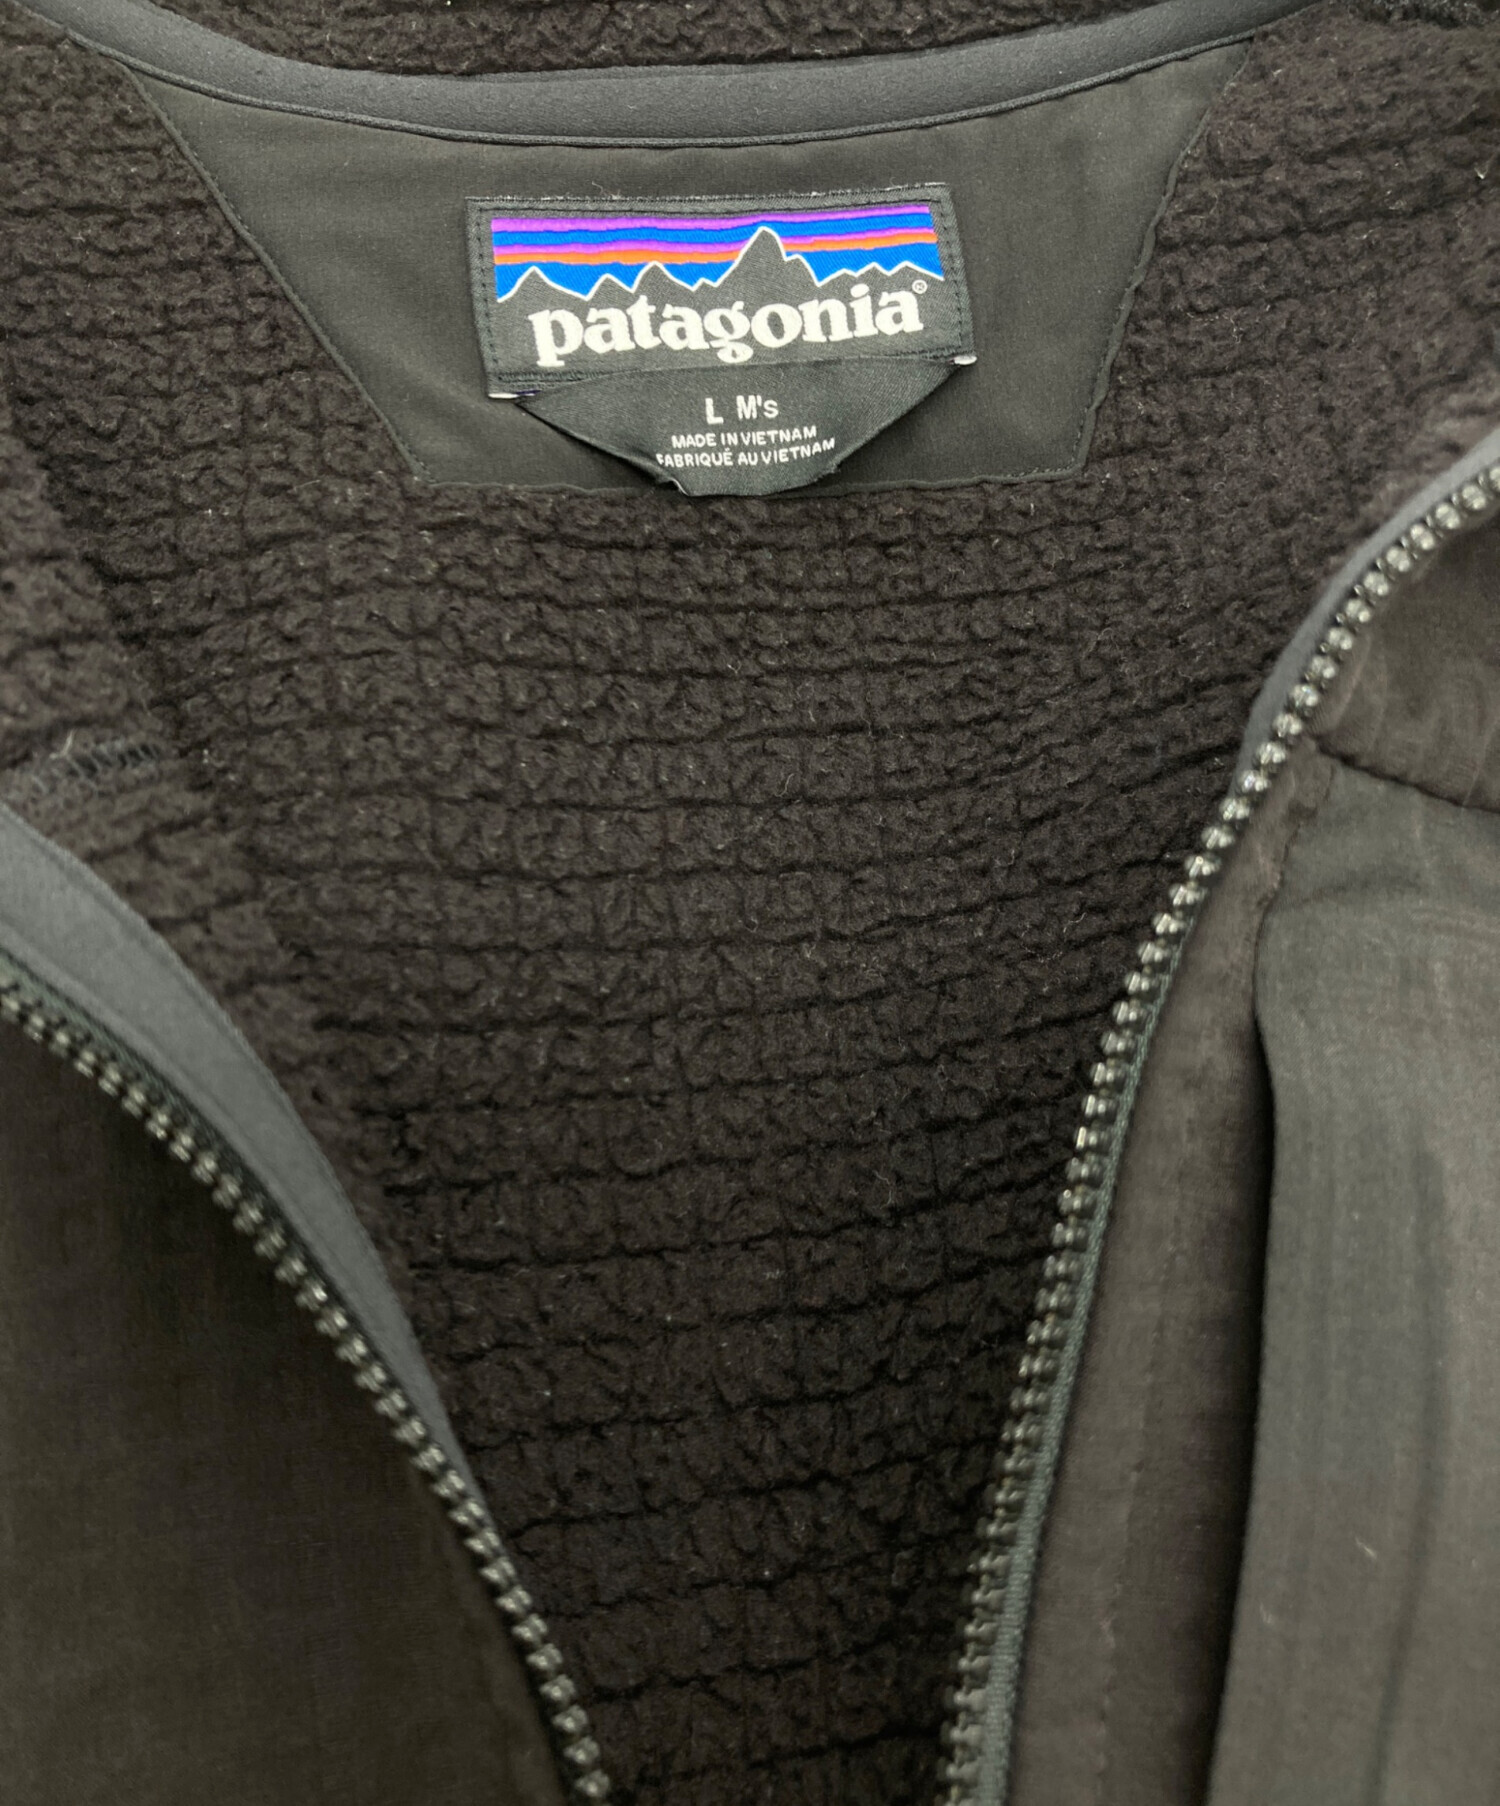 patagonia®
L M's
MADE IN VIETNAM
FABRIQUÉ AU VIETNAM